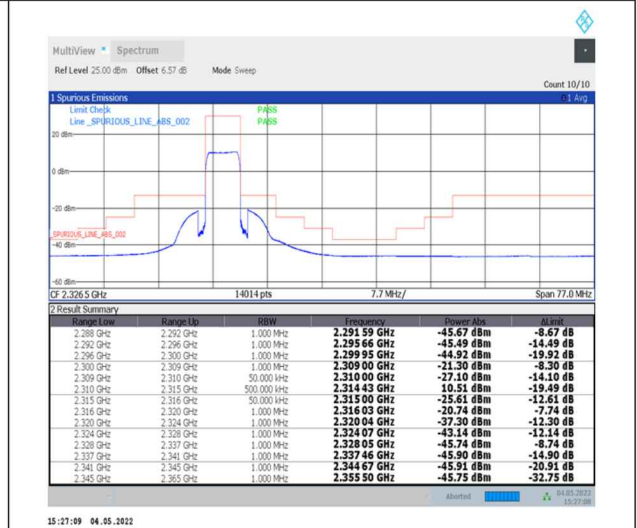 MultiView Spectrum
Ref Level 25.00 dBm Offset 6.57 dB Mode Sweep
Count 10/10
1 Spurious Emissions 1 Avg
Limit Check PASS
Line _SPURIOUS_LINE_ABS_002 PASS
20 dBm
0 dBm
-20 dBm
_SPURIOUS_LINE_ABS_002
-40 dBm
-60 dBm
CF 2.3265 GHz 14014 pts 7.7 MHz/ Span 77.0 MHz
2 Result Summary
Range Low Range Up RBW Frequency Power Abs ΔLimit
2.288 GHz 2.292 GHz 1.000 MHz 2.291 59 GHz -45.67 dBm -8.67 dB
2.292 GHz 2.296 GHz 1.000 MHz 2.295 66 GHz -45.49 dBm -14.49 dB
2.296 GHz 2.300 GHz 1.000 MHz 2.299 95 GHz -44.92 dBm -19.92 dB
2.300 GHz 2.309 GHz 1.000 MHz 2.309 00 GHz -21.30 dBm -8.30 dB
2.309 GHz 2.310 GHz 50.000 kHz 2.310 00 GHz -27.10 dBm -14.10 dB
2.310 GHz 2.315 GHz 500.000 kHz 2.314 43 GHz 10.51 dBm -19.49 dB
2.315 GHz 2.316 GHz 50.000 kHz 2.315 00 GHz -25.61 dBm -12.61 dB
2.316 GHz 2.320 GHz 1.000 MHz 2.316 03 GHz -20.74 dBm -7.74 dB
2.320 GHz 2.324 GHz 1.000 MHz 2.320 04 GHz -37.30 dBm -12.30 dB
2.324 GHz 2.328 GHz 1.000 MHz 2.324 07 GHz -43.14 dBm -12.14 dB
2.328 GHz 2.337 GHz 1.000 MHz 2.328 05 GHz -45.74 dBm -8.74 dB
2.337 GHz 2.341 GHz 1.000 MHz 2.337 46 GHz -45.90 dBm -14.90 dB
2.341 GHz 2.345 GHz 1.000 MHz 2.344 67 GHz -45.91 dBm -20.91 dB
2.345 GHz 2.365 GHz 1.000 MHz 2.355 50 GHz -45.75 dBm -32.75 dB
Aborted 04.05.2022
15:27:08
15:27:09 04.05.2022